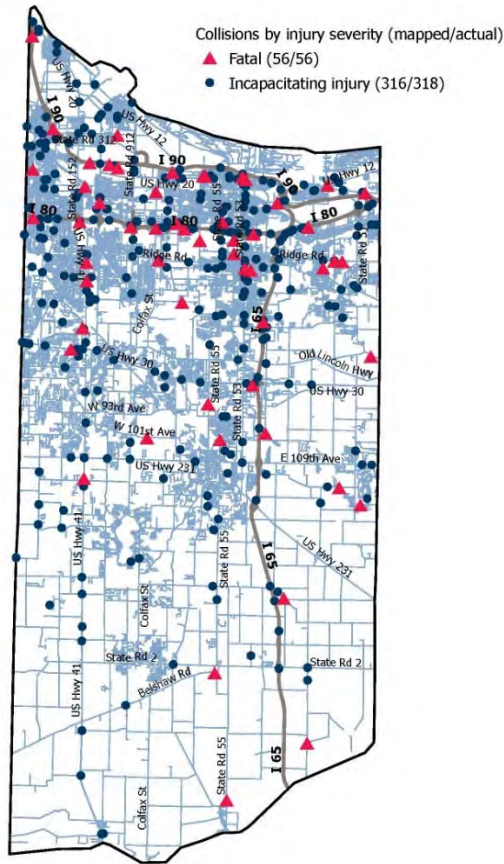 Collisions by injury severity (mapped/actual)
Fatal (56/56)
Incapacitating injury (316/318)
US Hwy 20
I 90
US Hwy 12
State Rd 312
State Rd 912
I 90
State Rd 152
US Hwy 20
State Rd 55
State Rd 53
I 90
US Hwy 12
I 80
I 80
I 80
US Hwy 41
Ridge Rd
Ridge Rd
State Rd 51
Colfax St
I 65
US Hwy 30
Old Lincoln Hwy
State Rd 55
US Hwy 30
W 93rd Ave
State Rd 53
W 101st Ave
US Hwy 231
E 109th Ave
US Hwy 41
I 65
US Hwy 231
State Rd 55
Colfax St
State Rd 2
State Rd 2
Belshaw Rd
US Hwy 41
I 65
State Rd 55
Colfax St